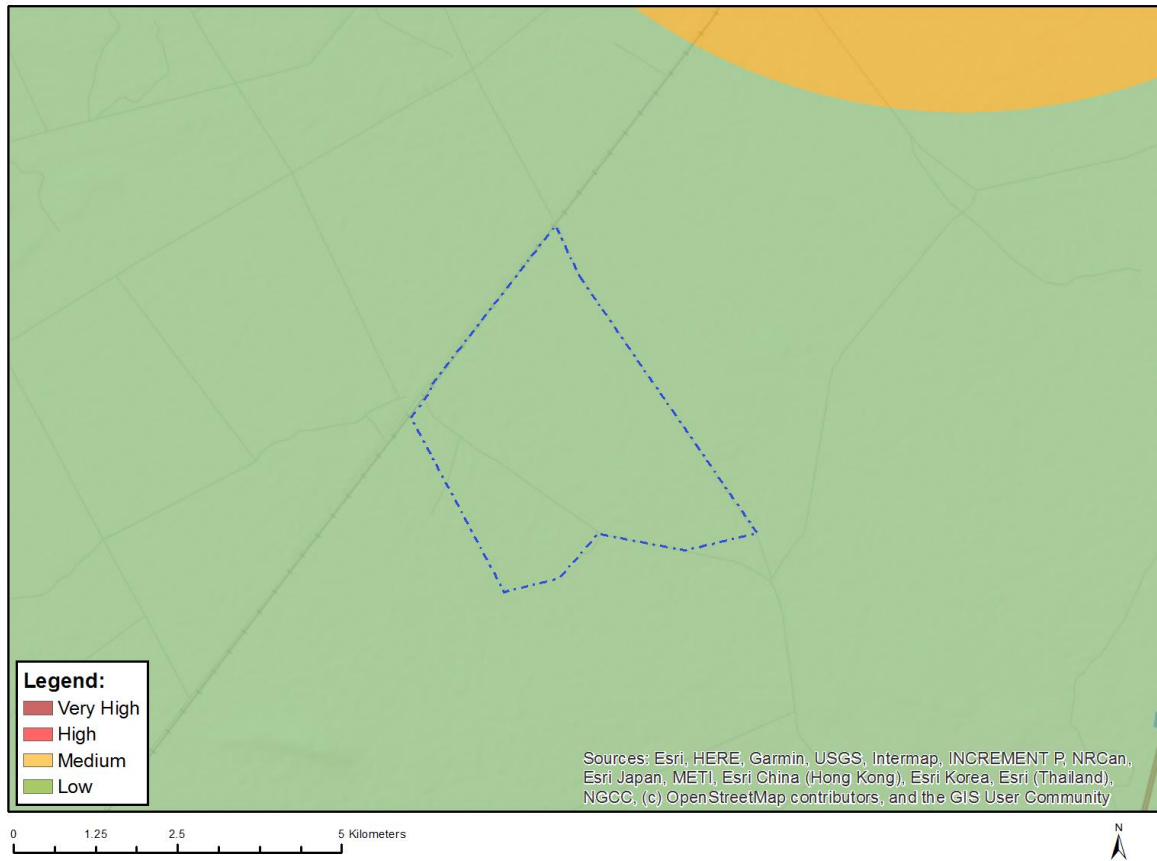 Legend:
Very High
High
Medium
Low
Sources: Esri, HERE, Garmin, USGS, Intermap, INCREMENT P, NRCan,
Esri Japan, METI, Esri China (Hong Kong), Esri Korea, Esri (Thailand),
NGCC, (c) OpenStreetMap contributors, and the GIS User Community
0 1.25 2.5 5 Kilometers
N